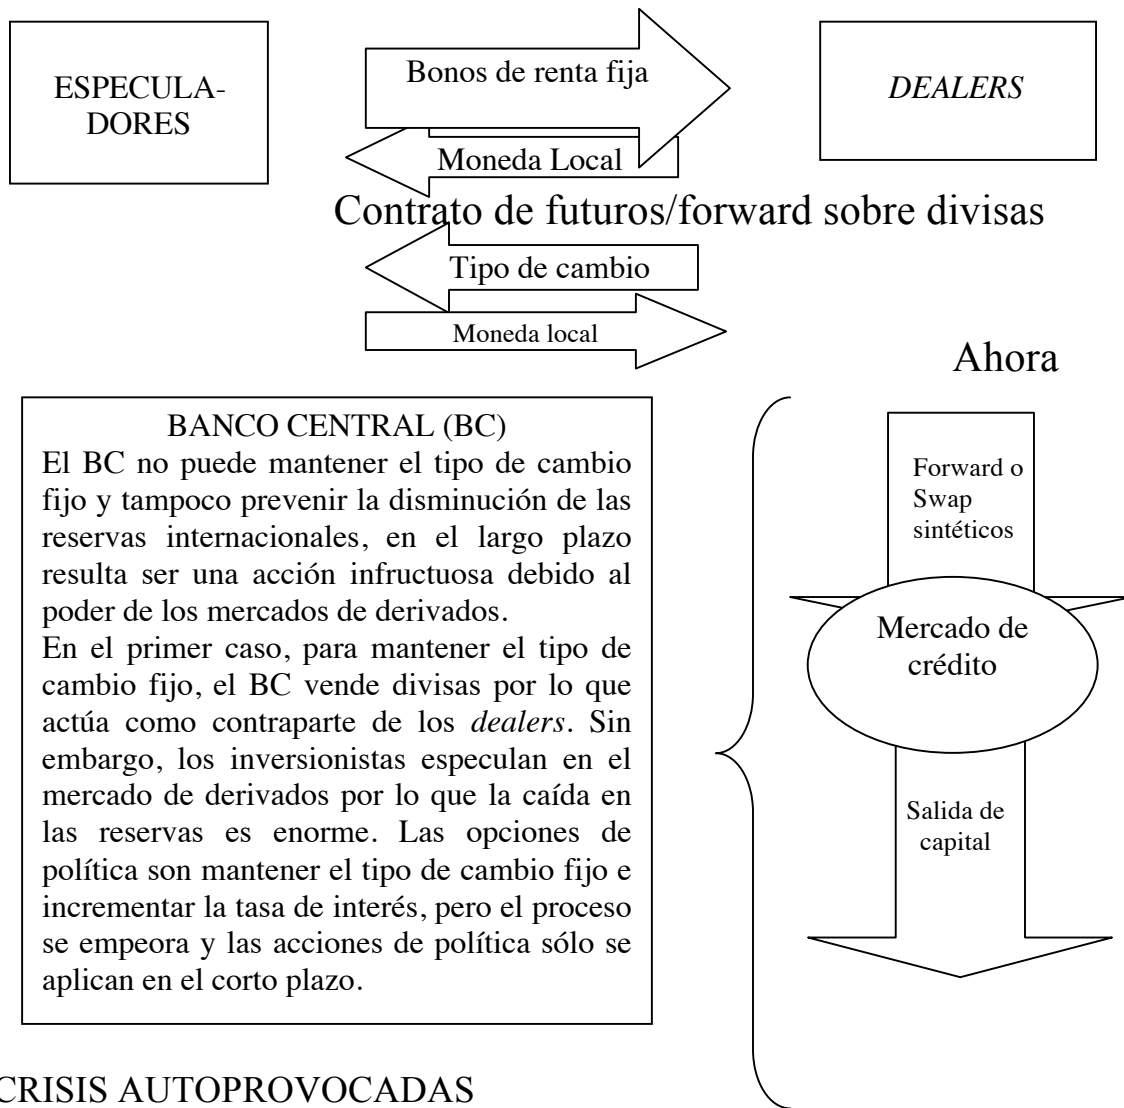 ESPECULA-
DORES
Bonos de renta fija
DEALERS
Moneda Local
Contrato de futuros/forward sobre divisas
Tipo de cambio
Moneda local
Ahora
BANCO CENTRAL (BC)
El BC no puede mantener el tipo de cambio
fijo y tampoco prevenir la disminución de las
reservas internacionales, en el largo plazo
resulta ser una acción infructuosa debido al
poder de los mercados de derivados.
En el primer caso, para mantener el tipo de
cambio fijo, el BC vende divisas por lo que
actúa como contraparte de los dealers. Sin
embargo, los inversionistas especulan en el
mercado de derivados por lo que la caída en
las reservas es enorme. Las opciones de
política son mantener el tipo de cambio fijo e
incrementar la tasa de interés, pero el proceso
se empeora y las acciones de política sólo se
aplican en el corto plazo.
Forward o
Swap
sintéticos
Mercado de
crédito
Salida de
capital
CRISIS AUTOPROVOCADAS